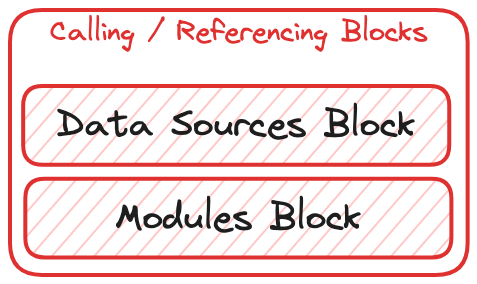 Calling / Referencing Blocks
Data Sources Block
Modules Block